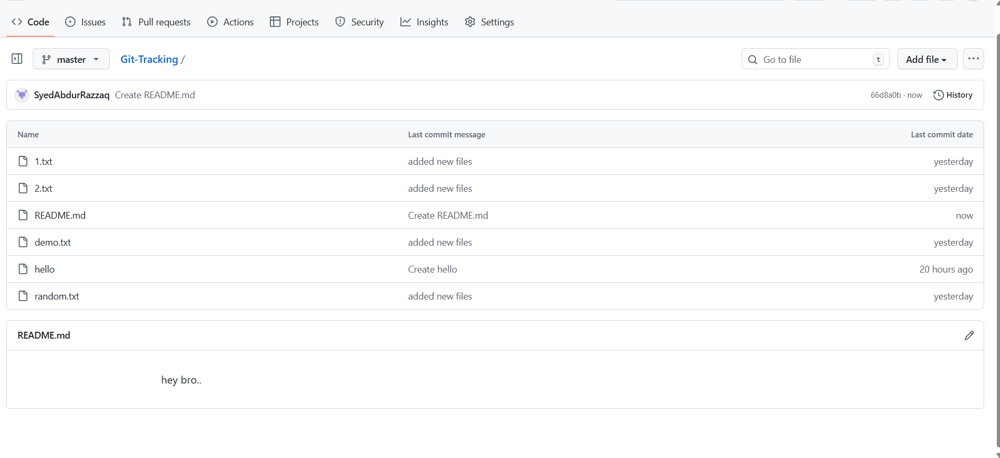 Code Issues Pull requests Actions Projects Security Insights Settings
master Git-Tracking / Go to file t Add file
SyedAbdurRazzaq Create README.md 66d8a0b · now History
Name Last commit message Last commit date
1.txt added new files yesterday
2.txt added new files yesterday
README.md Create README.md now
demo.txt added new files yesterday
hello Create hello 20 hours ago
random.txt added new files yesterday
README.md
hey bro..